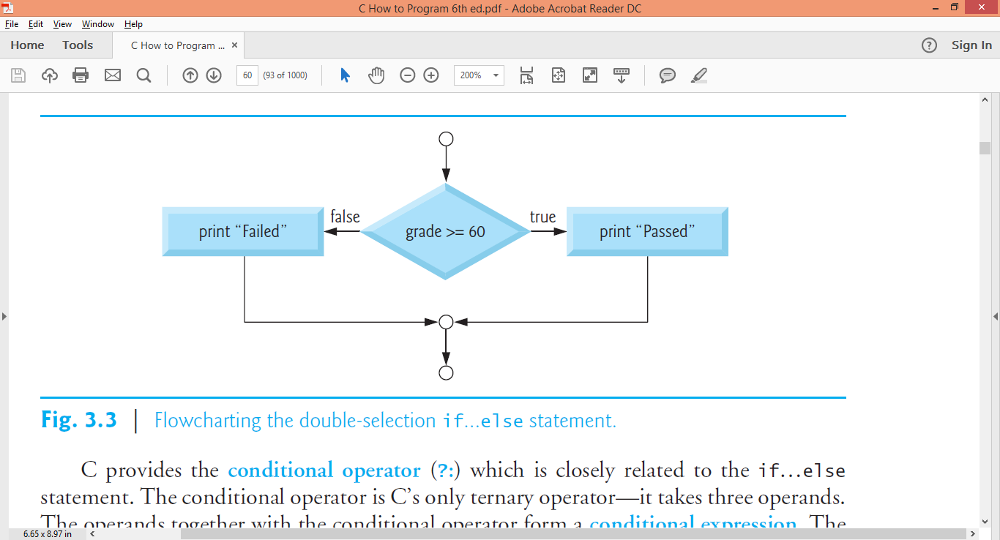 C How to Program 6th ed.pdf - Adobe Acrobat Reader DC
File Edit View Window Help
Home Tools C How to Program ... × ? Sign In
60 (93 of 1000) 200%
false true
print “Failed” grade >= 60 print “Passed”
Fig. 3.3 | Flowcharting the double-selection if...else statement.
C provides the conditional operator (?:) which is closely related to the if...else
statement. The conditional operator is C’s only ternary operator—it takes three operands.
The operands together with the conditional operator form a conditional expression. The
6.65 x 8.97 in